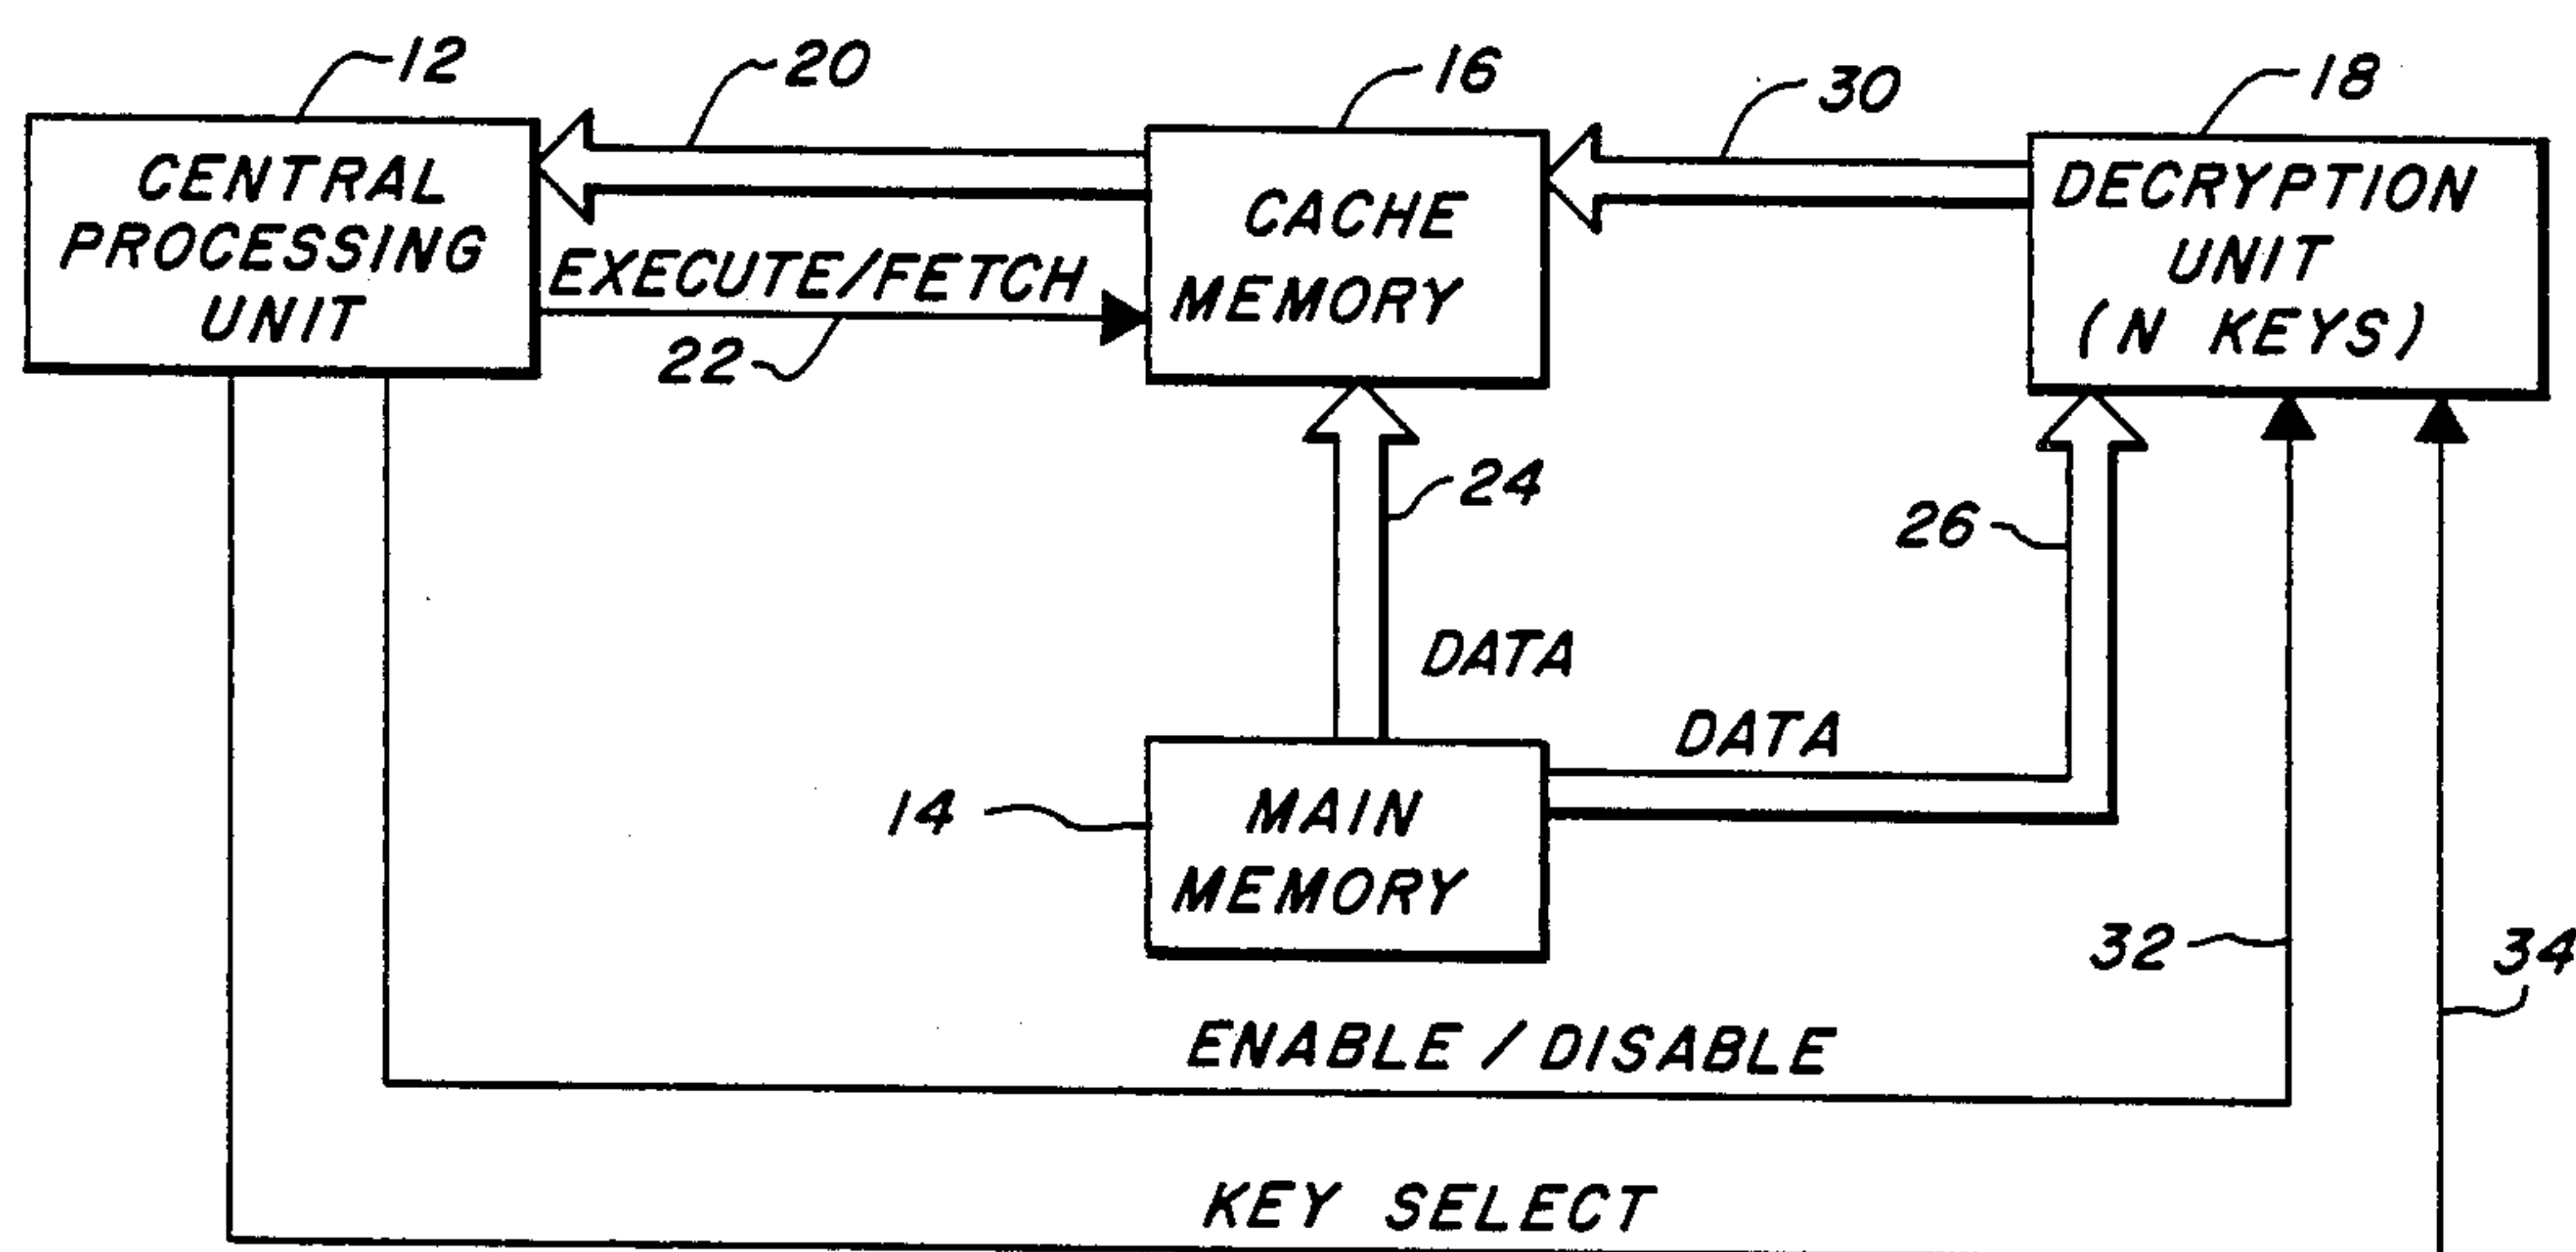 12
20
16
30
18
CENTRAL
PROCESSING
UNIT
EXECUTE/FETCH
22
CACHE
MEMORY
DECRYPTION
UNIT
(N KEYS)
24
26
DATA
DATA
14
MAIN
MEMORY
32
34
ENABLE / DISABLE
KEY SELECT